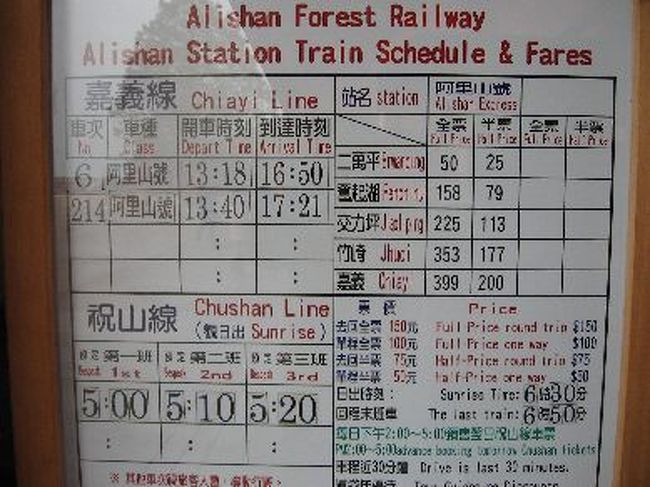 Alishan Forest Railway
Alishan Station Train Schedule & Fares
嘉義線 Chiayi Line
車次 車種 開車時刻 到達時刻
No Class Depart Time Arrival Time
6 阿里山號 13:18 16:50
214 阿里山號 13:40 17:21
: :
: :
站名 station 阿里山號
Alishan Express
全票 半票 全票 半票
Full Price Half Price Full Price Half Price
二萬平 50 25
奮起湖 158 79
交力坪 225 113
竹崎 Jhuci 353 177
嘉義 Chiay 399 200
祝山線 Chushan Line
(觀日出 Sunrise)
第一班 第二班 第三班
1st 2nd 3rd
5:00 5:10 5:20
: : :
票價 Price
去回全票 150元 Full Price round trip $150
單程全票 100元 Full Price one way $100
去回半票 75元 Half-Price round trip $75
單程半票 50元 Half-Price one way $50
日出時刻: Sunrise Time: 6時30分
回程末班車 The last train: 6時50分
每日下午2:00~5:00預售翌日祝山線車票
PM2:00~5:00advance booking tomorrow Chushan tickets
車程近30分鐘 Drive is last 30 minutes.